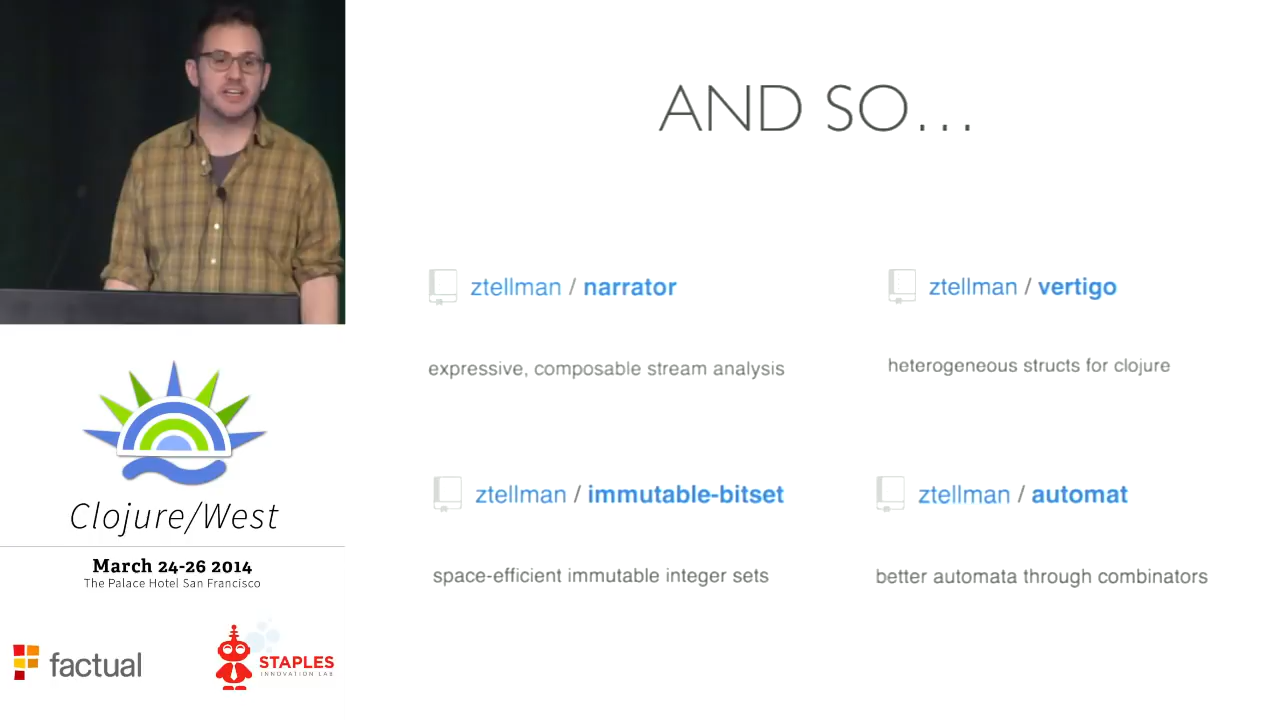 AND SO...
ztellman / narrator
expressive, composable stream analysis
ztellman / vertigo
heterogeneous structs for clojure
ztellman / immutable-bitset
space-efficient immutable integer sets
ztellman / automat
better automata through combinators
Clojure/West
March 24-26 2014
The Palace Hotel San Francisco
factual
STAPLES
INNOVATION LAB